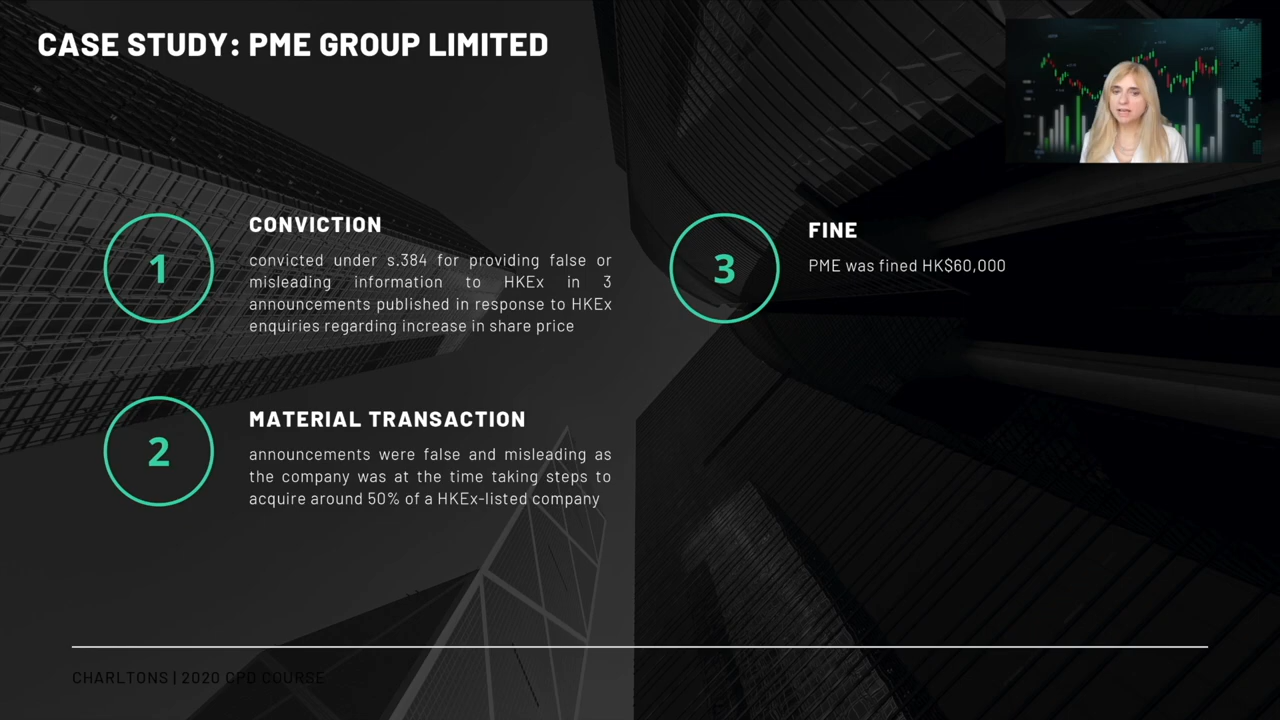 CASE STUDY: PME GROUP LIMITED
1
CONVICTION
convicted under s.384 for providing false or
misleading information to HKEx in 3
announcements published in response to HKEx
enquiries regarding increase in share price
2
MATERIAL TRANSACTION
announcements were false and misleading as
the company was at the time taking steps to
acquire around 50% of a HKEx-listed company
3
FINE
PME was fined HK$60,000
CHARLTONS | 2020 CPD COURSE